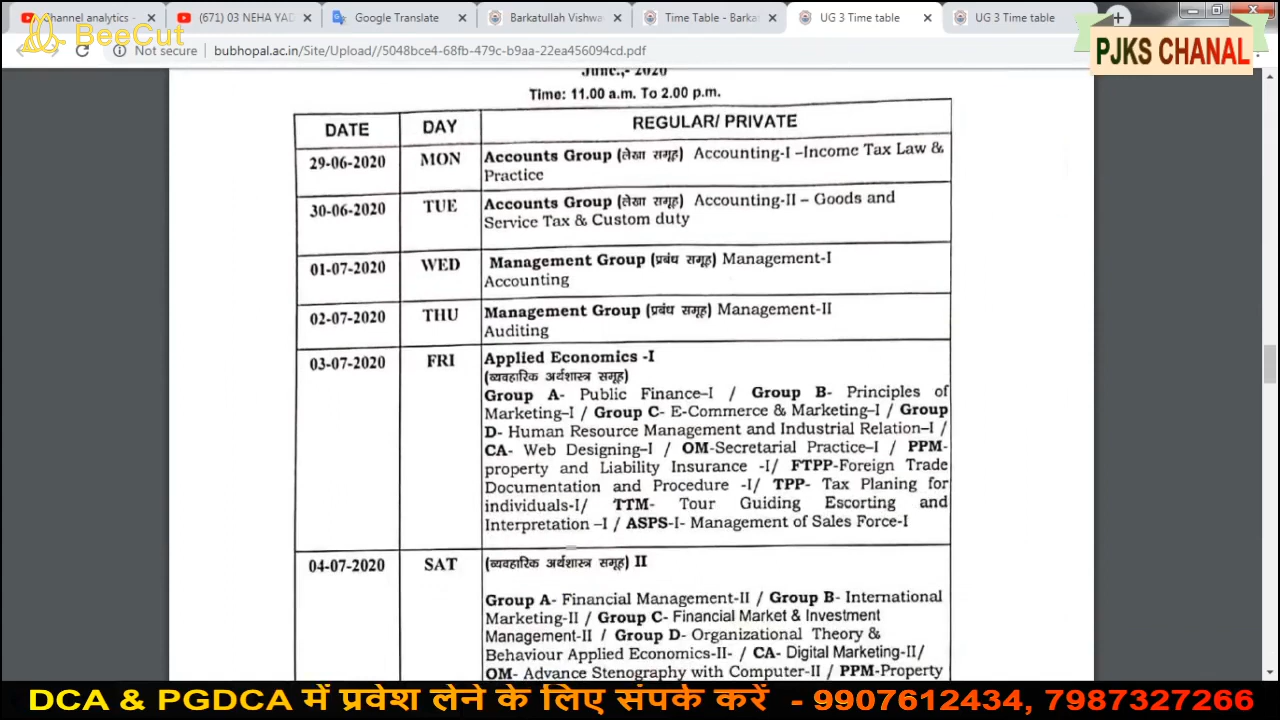 Channel analytics -
(671) 03 NEHA YAD
Google Translate
Barkatullah Vishwa
Time Table - Barka
UG 3 Time table
UG 3 Time table
BeeCut
Not secure
bubhopal.ac.in/Site/Upload//5048bce4-68fb-479c-b9aa-22ea456094cd.pdf
PJKS CHANAL
June.,- 2020
Time: 11.00 a.m. To 2.00 p.m.
DATE DAY REGULAR/ PRIVATE
29-06-2020 MON Accounts Group (लेखा समूह) Accounting-I –Income Tax Law &
Practice
30-06-2020 TUE Accounts Group (लेखा समूह) Accounting-II – Goods and
Service Tax & Custom duty
01-07-2020 WED Management Group (प्रबंध समूह) Management-I
Accounting
02-07-2020 THU Management Group (प्रबंध समूह) Management-II
Auditing
03-07-2020 FRI Applied Economics -I
(व्यवहारिक अर्थशास्त्र समूह)
Group A- Public Finance–I / Group B- Principles of
Marketing–I / Group C- E-Commerce & Marketing–I / Group
D- Human Resource Management and Industrial Relation–I /
CA- Web Designing–I / OM-Secretarial Practice–I / PPM-
property and Liability Insurance -I/ FTPP-Foreign Trade
Documentation and Procedure -I/ TPP- Tax Planing for
individuals-I/ TTM- Tour Guiding Escorting and
Interpretation –I / ASPS-I- Management of Sales Force-I
04-07-2020 SAT (व्यवहारिक अर्थशास्त्र समूह) II
Group A- Financial Management-II / Group B- International
Marketing-II / Group C- Financial Market & Investment
Management-II / Group D- Organizational Theory &
Behaviour Applied Economics-II- / CA- Digital Marketing-II/
OM- Advance Stenography with Computer-II / PPM-Property
DCA & PGDCA में प्रवेश लेने के लिए संपर्क करें - 9907612434, 7987327266